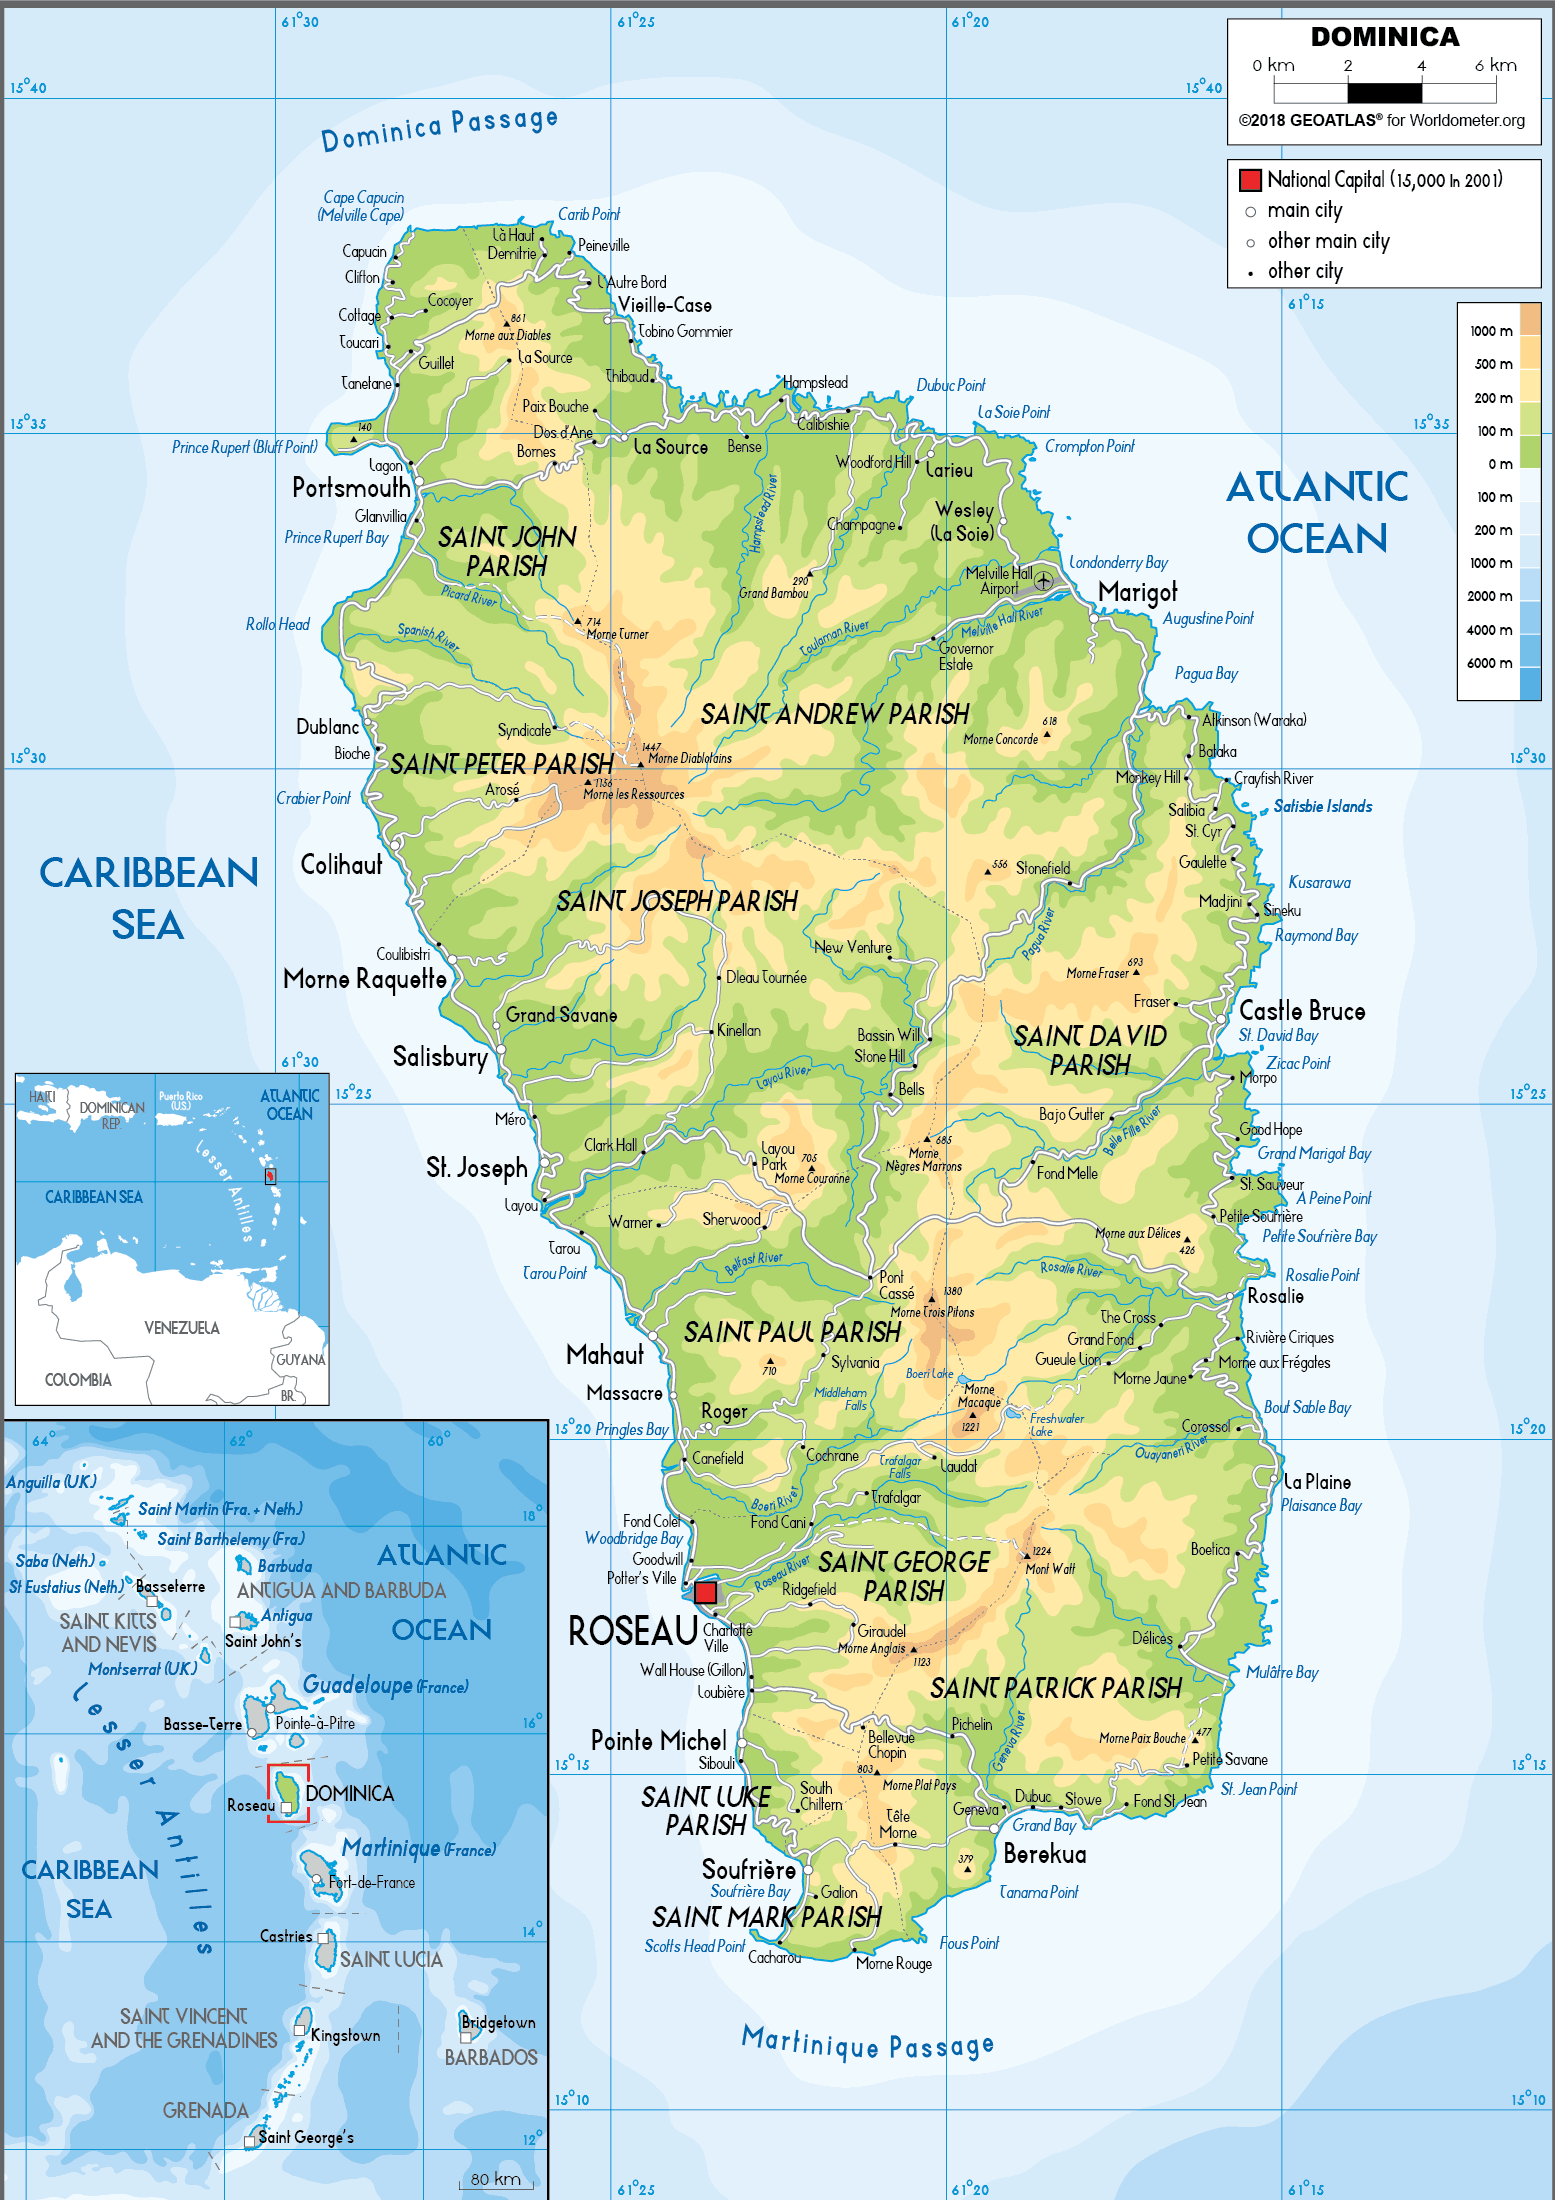 61°30
61°25
61°20
DOMINICA
0 km 2 4 6 km
©2018 GEOATLAS® for Worldometer.org
15°40
15°40
Dominica Passage
National Capital (15,000 In 2001)
main city
other main city
other city
61°15
Cape Capucin
(Melville Cape)
Carib Point
Là Haut
Demitrie
Peineville
Capucin
Clifton
L'Autre Bord
Cocoyer
Vieille-Case
Cottage
861
Morne aux Diables
Tobino Gommier
Toucari
Guillet
La Source
Tanetane
Thibaud
Hampstead
Dubuc Point
1000 m
500 m
200 m
100 m
0 m
100 m
200 m
1000 m
2000 m
4000 m
6000 m
Paix Bouche
Calibishie
La Soie Point
15°35
140
Dos d'Ane
15°35
Prince Rupert (Bluff Point)
Bornes
La Source
Bense
Crompton Point
Lagon
Woodford Hill
Larieu
Portsmouth
ATLANTIC
OCEAN
Glanvillia
Hampstead River
Champagne
Wesley
(La Soie)
Prince Rupert Bay
SAINT JOHN
PARISH
Londonderry Bay
Melville Hall
Airport
290
Grand Bambou
Marigot
Picard River
Rollo Head
714
Morne Turner
Spanish River
Toulaman River
Melville Hall River
Augustine Point
Governor
Estate
Pagua Bay
SAINT ANDREW PARISH
Dublanc
Syndicate
618
Morne Concorde
Atkinson (Waraka)
Bioche
1447
Morne Diablotains
Bataka
15°30
SAINT PETER PARISH
15°30
Arosé
1156
Morne les Ressources
Monkey Hill
Crayfish River
Crabier Point
Salibia
Satisbie Islands
St. Cyr
CARIBBEAN
SEA
Colihaut
556
Stonefield
Gaulette
Kusarawa
SAINT JOSEPH PARISH
Madjini
Sineku
Pagua River
Raymond Bay
Coulibistri
New Venture
Morne Raquette
Dleau Tournée
693
Morne Fraser
Fraser
Castle Bruce
Grand Savane
Kinellan
Bassin Will
SAINT DAVID
PARISH
St. David Bay
Salisbury
Stone Hill
Zicac Point
61°30
15°25
Layou River
Bells
Morpo
15°25
Méro
Bajo Gutter
Belle Fille River
Good Hope
Clark Hall
Layou
Park
705
Morne Couronne
685
Morne
Nègres Marrons
Grand Marigot Bay
St. Joseph
Fond Melle
St. Sauveur
A Peine Point
Layou
Warner
Sherwood
Petite Soufrière
Tarou
Morne aux Délices
426
Petite Soufrière Bay
Tarou Point
Belfast River
Rosalie River
Rosalie Point
Pont
Cassé
1380
Morne Trois Pitons
Rosalie
The Cross
SAINT PAUL PARISH
Grand Fond
Rivière Ciriques
Mahaut
710
Sylvania
Gueule Lion
Morne aux Frégates
Boeri Lake
Morne Jaune
Massacre
Middleham
Falls
Morne
Macaque
1221
Roger
Freshwater
Lake
Bout Sable Bay
15°20
Pringles Bay
Corossol
15°20
Canefield
Cochrane
Trafalgar
Falls
Laudat
Ouayaneri River
La Plaine
Boeri River
Trafalgar
Plaisance Bay
Fond Colet
Fond Cani
Woodbridge Bay
Boetica
Goodwill
SAINT GEORGE
PARISH
1224
Mont Watt
Potter's Ville
Roseau River
Ridgefield
ROSEAU
Charlotte
Ville
Giraudel
Morne Anglais
1123
Délices
Wall House (Gillon)
Mulâtre Bay
Loubière
SAINT PATRICK PARISH
Pointe Michel
Pichelin
Bellevue
Chopin
Geneva River
Morne Paix Bouche
477
Sibouli
15°15
803
Morne Plat Pays
Petite Savane
15°15
SAINT LUKE
PARISH
South
Chiltern
Geneva
Dubuc
Stowe
Fond St. Jean
St. Jean Point
Tête
Morne
Grand Bay
Soufrière
Berekua
379
Soufrière Bay
Galion
Tanama Point
SAINT MARK PARISH
Scotts Head Point
Cacharou
Morne Rouge
Fous Point
Martinique Passage
15°10
15°10
61°25
61°20
61°15
HAITI
DOMINICAN
REP.
Puerto Rico
(U.S.)
ATLANTIC
OCEAN
Lesser Antilles
CARIBBEAN SEA
VENEZUELA
GUYANA
COLOMBIA
BR.
64°
62°
60°
Anguilla (U.K.)
Saint Martin (Fra. + Neth.)
18°
Saint Barthelemy (Fra.)
Saba (Neth.)
Barbuda
ATLANTIC
OCEAN
St Eustatius (Neth.)
Basseterre
ANTIGUA AND BARBUDA
SAINT KITTS
AND NEVIS
Antigua
Saint John's
Montserrat (U.K.)
Guadeloupe (France)
Lesser Antilles
Basse-Terre
Pointe-à-Pitre
16°
DOMINICA
Roseau
Martinique (France)
CARIBBEAN
SEA
Fort-de-France
Castries
14°
SAINT LUCIA
SAINT VINCENT
AND THE GRENADINES
Kingstown
Bridgetown
BARBADOS
GRENADA
Saint George's
12°
80 km